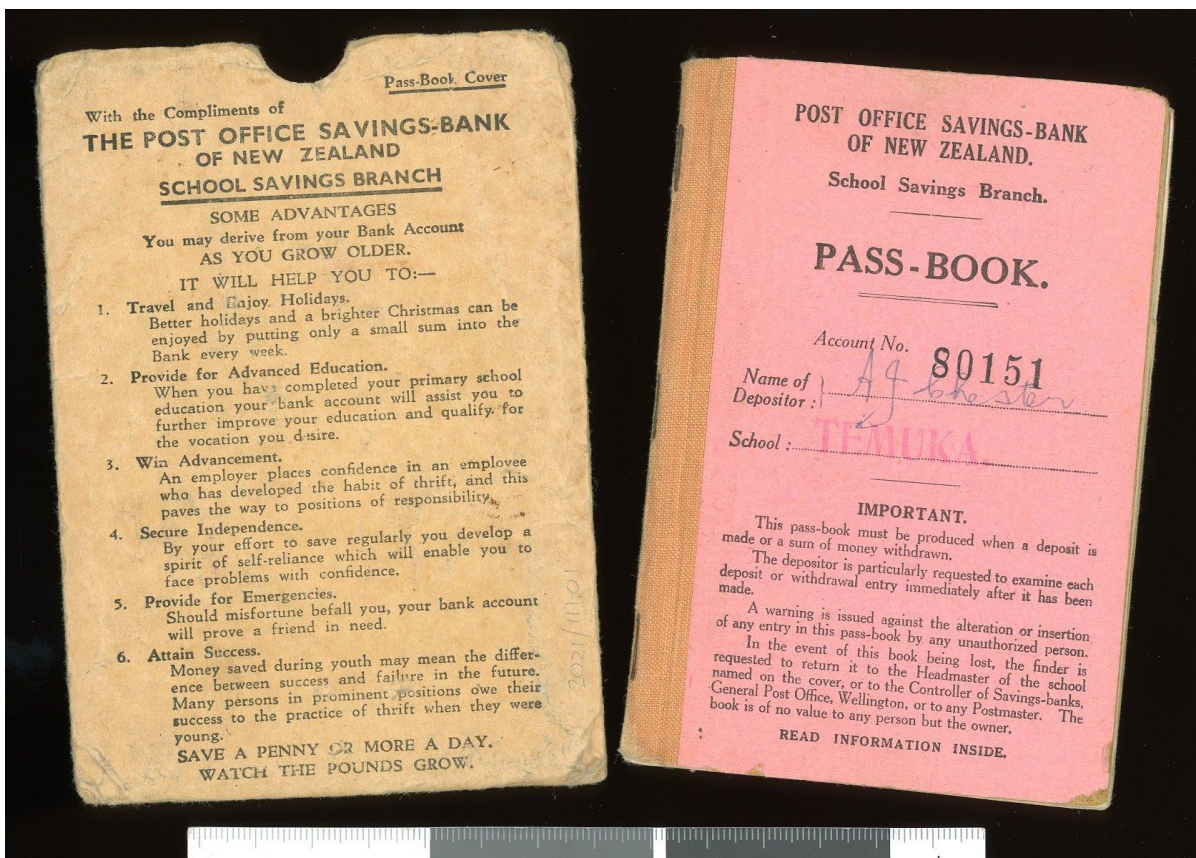 Pass-Book Cover
With the Compliments of
THE POST OFFICE SAVINGS-BANK
OF NEW ZEALAND
SCHOOL SAVINGS BRANCH
SOME ADVANTAGES
You may derive from your Bank Account
AS YOU GROW OLDER.
IT WILL HELP YOU TO:—
1. Travel and Enjoy Holidays.
Better holidays and a brighter Christmas can be
enjoyed by putting only a small sum into the
Bank every week.
2. Provide for Advanced Education.
When you have completed your primary school
education your bank account will assist you to
further improve your education and qualify for
the vocation you desire.
3. Win Advancement.
An employer places confidence in an employee
who has developed the habit of thrift, and this
paves the way to positions of responsibility.
4. Secure Independence.
By your effort to save regularly you develop a
spirit of self-reliance which will enable you to
face problems with confidence.
5. Provide for Emergencies.
Should misfortune befall you, your bank account
will prove a friend in need.
6. Attain Success.
Money saved during youth may mean the differ-
ence between success and failure in the future.
Many persons in prominent positions owe their
success to the practice of thrift when they were
young.
SAVE A PENNY OR MORE A DAY.
WATCH THE POUNDS GROW.
POST OFFICE SAVINGS-BANK
OF NEW ZEALAND.
School Savings Branch.
PASS-BOOK.
Account No. 80151
Name of
Depositor: A J Chester
School: TEMUKA.
IMPORTANT.
This pass-book must be produced when a deposit is
made or a sum of money withdrawn.
The depositor is particularly requested to examine each
deposit or withdrawal entry immediately after it has been
made.
A warning is issued against the alteration or insertion
of any entry in this pass-book by any unauthorized person.
In the event of this book being lost, the finder is
requested to return it to the Headmaster of the school
named on the cover, or to the Controller of Savings-banks,
General Post Office, Wellington, or to any Postmaster. The
book is of no value to any person but the owner.
READ INFORMATION INSIDE.